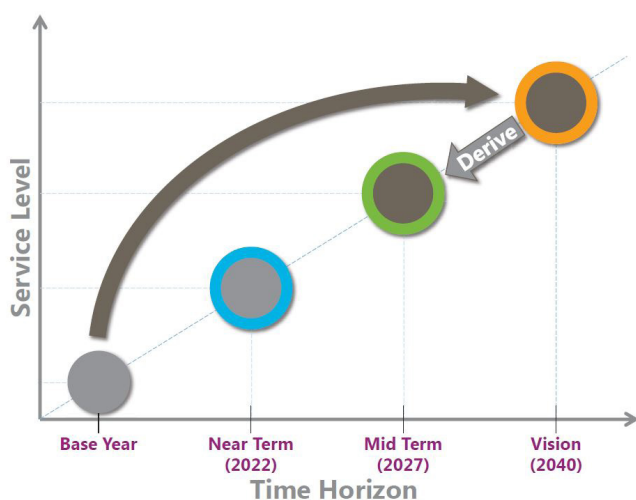 Service Level
Derive
Base Year
Near Term
(2022)
Mid Term
(2027)
Vision
(2040)
Time Horizon